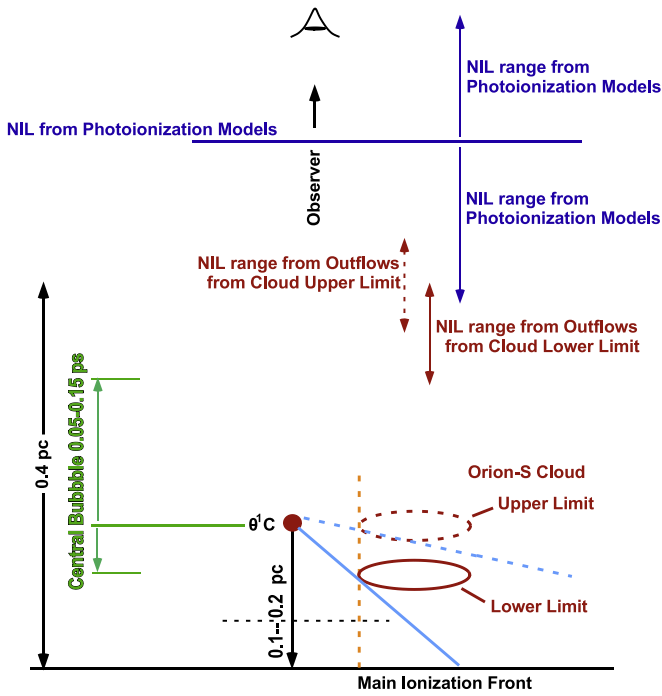 NIL range from
Photoionization Models
NIL from Photoionization Models
Observer
NIL range from
Photoionization Models
NIL range from Outflows
from Cloud Upper Limit
NIL range from Outflows
from Cloud Lower Limit
0.4 pc
Central Bubbble 0.05-0.15 ps
Orion-S Cloud
Upper Limit
θ¹C
Lower Limit
0.1-- 0.2 pc
Main Ionization Front